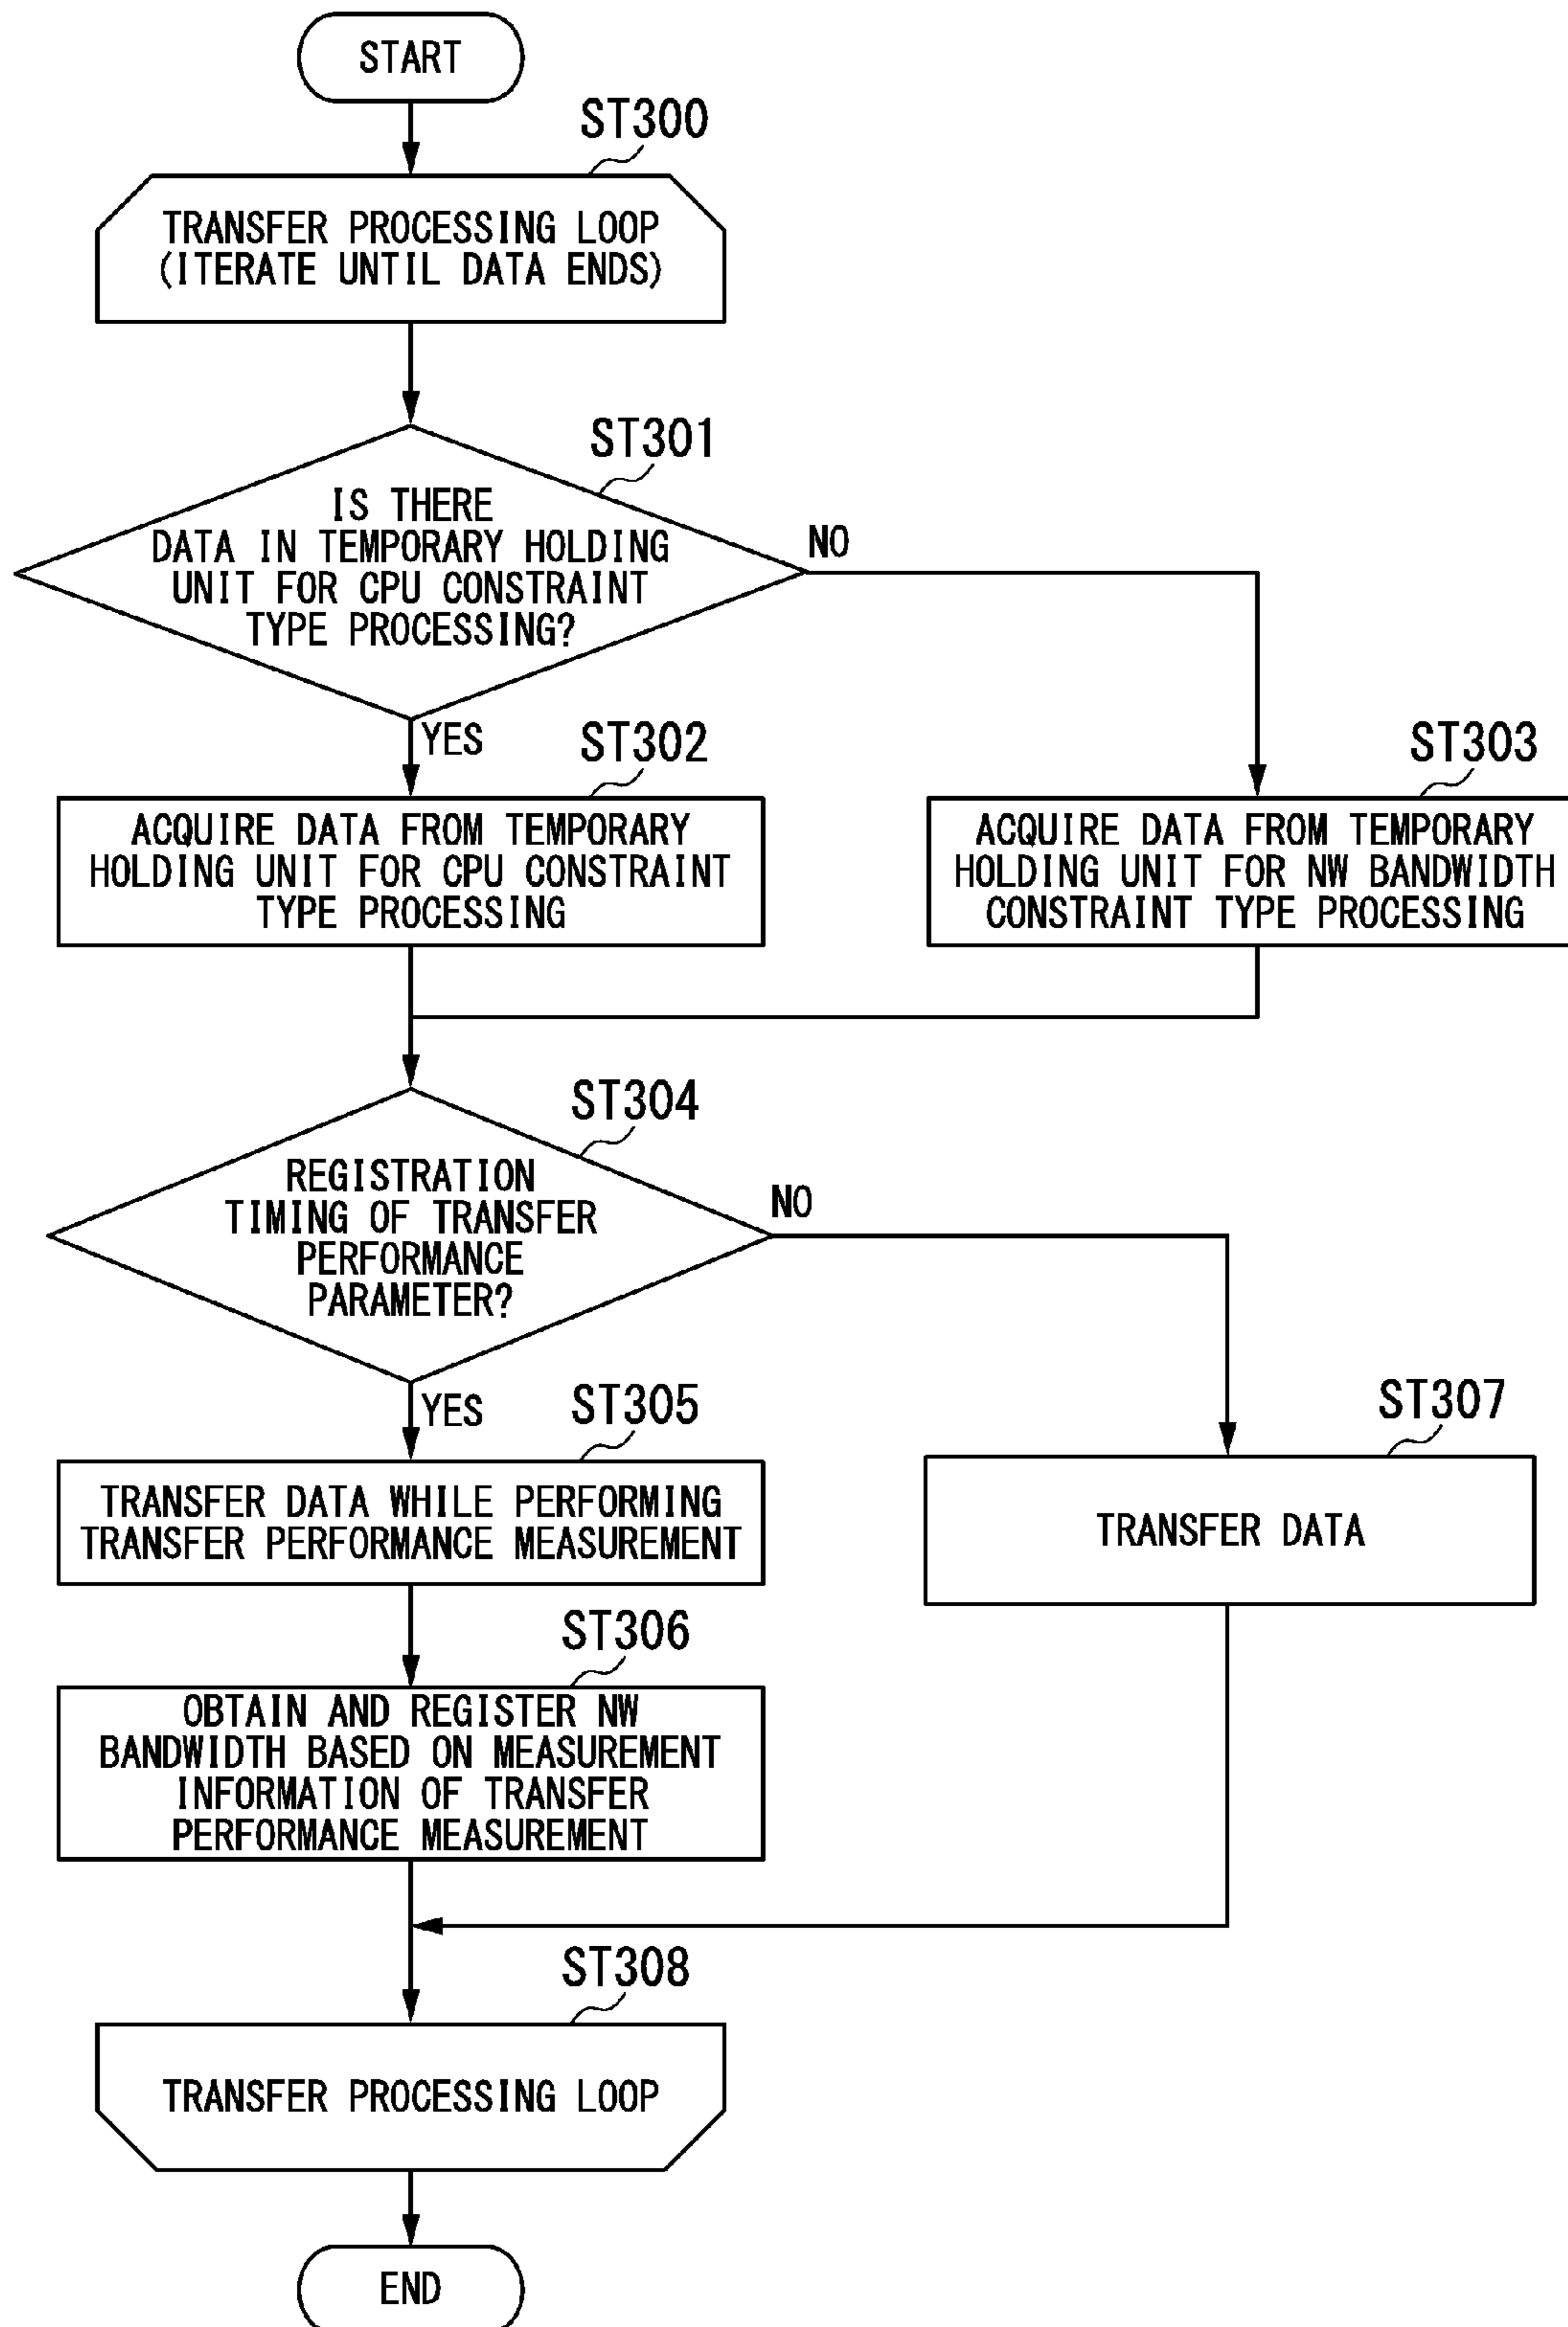 START
ST300
TRANSFER PROCESSING LOOP
(ITERATE UNTIL DATA ENDS)
ST301
IS THERE
DATA IN TEMPORARY HOLDING
UNIT FOR CPU CONSTRAINT
TYPE PROCESSING?
NO
YES
ST302
ACQUIRE DATA FROM TEMPORARY
HOLDING UNIT FOR CPU CONSTRAINT
TYPE PROCESSING
ST303
ACQUIRE DATA FROM TEMPORARY
HOLDING UNIT FOR NW BANDWIDTH
CONSTRAINT TYPE PROCESSING
ST304
REGISTRATION
TIMING OF TRANSFER
PERFORMANCE
PARAMETER?
NO
YES
ST305
TRANSFER DATA WHILE PERFORMING
TRANSFER PERFORMANCE MEASUREMENT
ST307
TRANSFER DATA
ST306
OBTAIN AND REGISTER NW
BANDWIDTH BASED ON MEASUREMENT
INFORMATION OF TRANSFER
PERFORMANCE MEASUREMENT
ST308
TRANSFER PROCESSING LOOP
END